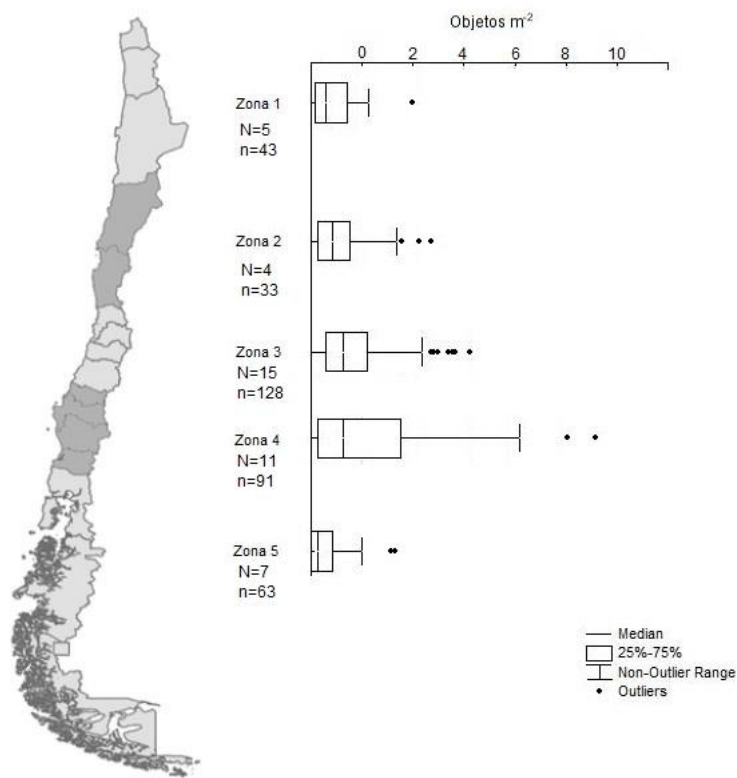 Objetos m-2
0 2 4 6 8 10
Zona 1
N=5
n=43
Zona 2
N=4
n=33
Zona 3
N=15
n=128
Zona 4
N=11
n=91
Zona 5
N=7
n=63
Median
25%-75%
Non-Outlier Range
Outliers